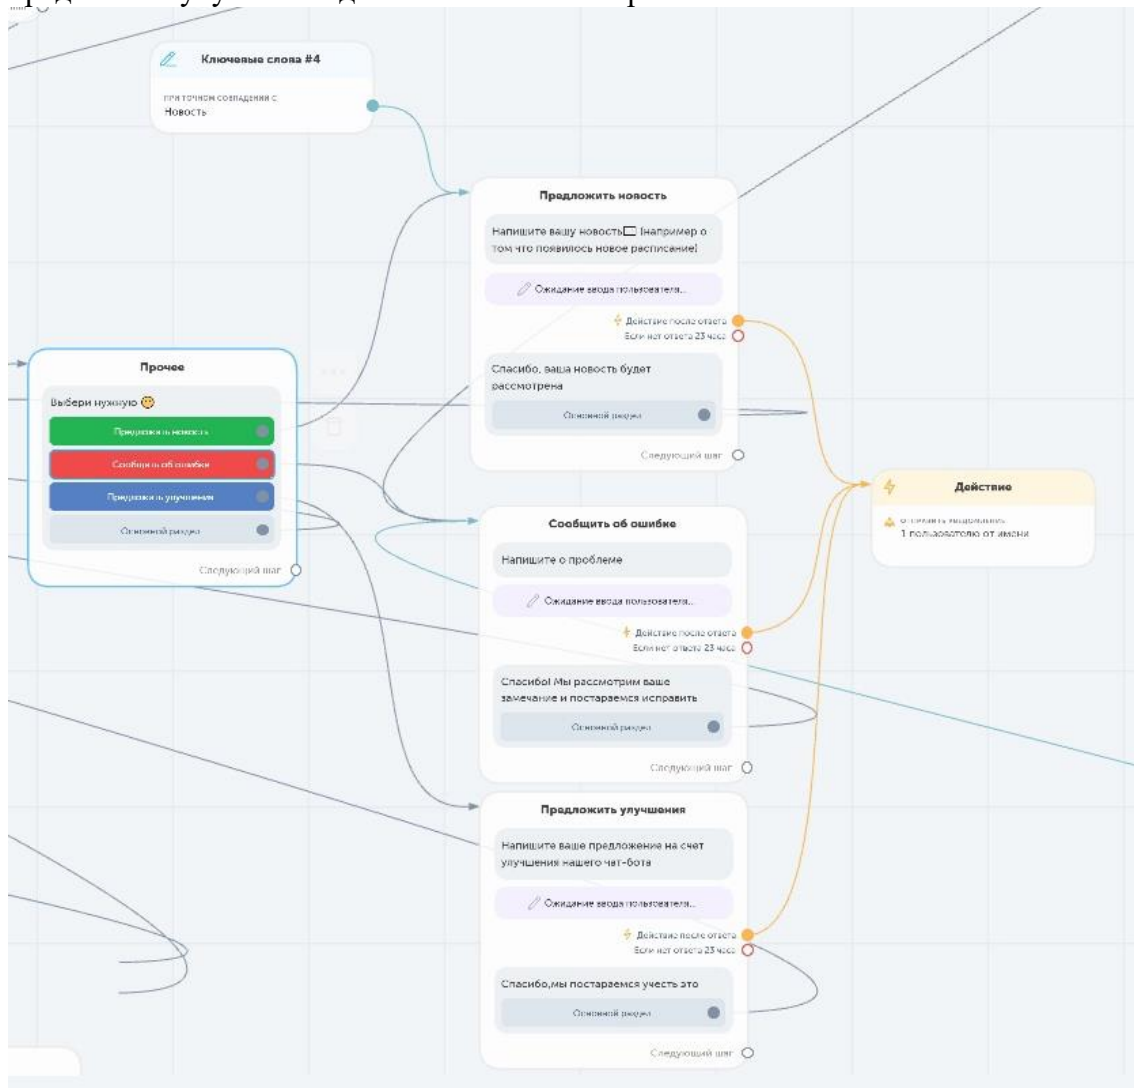 Ключевые слова #4
ПРИ ТОЧНОМ СОВПАДЕНИИ С
Новость
Предложить новость
Напишите вашу новость (например о
том что появилось новое расписание)
Ожидание ввода пользователя...
Действие после ответа
Если нет ответа 23 часа
Спасибо, ваша новость будет
рассмотрена
Основной раздел
Следующий шаг
Прочее
Выбери нужную
Предложить новость
Сообщить об ошибке
Предложить улучшения
Основной раздел
Следующий шаг
Сообщить об ошибке
Напишите о проблеме
Ожидание ввода пользователя...
Действие после ответа
Если нет ответа 23 часа
Спасибо! Мы рассмотрим ваше
замечание и постараемся исправить
Основной раздел
Следующий шаг
Действие
ОТПРАВИТЬ УВЕДОМЛЕНИЕ
1 пользователю от имени
Предложить улучшения
Напишите ваше предложение на счет
улучшения нашего чат-бота
Ожидание ввода пользователя...
Действие после ответа
Если нет ответа 23 часа
Спасибо,мы постараемся учесть это
Основной раздел
Следующий шаг